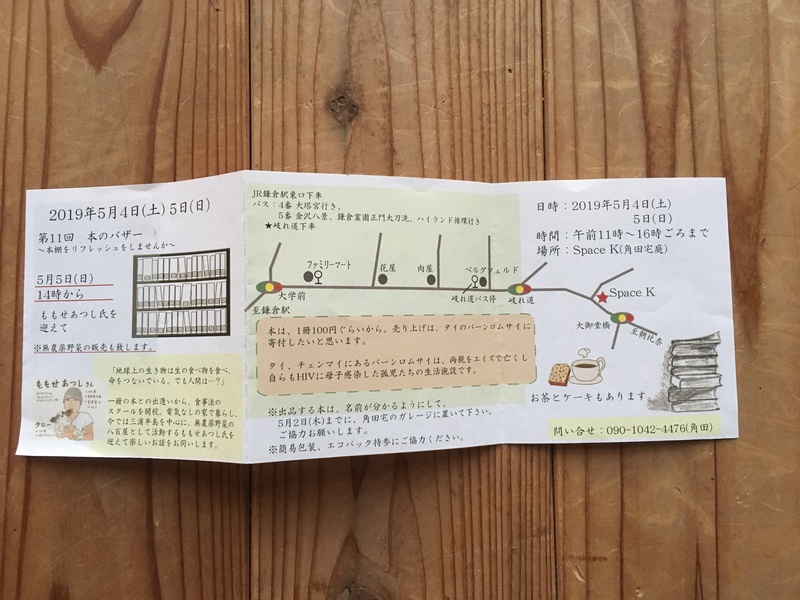 2019年5月4日(土) 5日(日)
第11回 本のバザー
～本棚をリフレッシュをしませんか～
5月5日(日)
14時から
ももせあつし氏を
迎えて
※無農薬野菜の販売も致します。
「地球上の生き物は生の食べ物を食べ、
命をつないでいる。でも人間は…?」
ももせ あつしさん
タロー
一冊の本との出逢いから、食事法の
スクールを開校。電気なしの家で暮らし、
今では三浦半島を中心に、無農薬野菜の
八百屋として活動するももせあつし氏を
迎えて楽しいお話をお伺いします。
JR鎌倉駅東口下車
バス：4番 大塔宮行き、
5番 金沢八景、鎌倉霊園正門大刀洗、ハイランド循環行き
★岐れ道下車
ファミリーマート
花屋
肉屋
ベルグフェルド
大学前
岐れ道バス停
岐れ道
至鎌倉駅
本は、1冊100円ぐらいから。売り上げは、タイのバーンロムサイに
寄付したいと思います。
タイ、チェンマイにあるバーンロムサイは、両親をエイズで亡くし
自らもHIVに母子感染した孤児たちの生活施設です。
※出品する本は、名前が分かるようにして、
5月2日(木)までに、角田宅のガレージに置いて下さい。
ご協力お願いします。
※簡易包装、エコバック持参にご協力ください。
日時：2019年5月4日(土)
5日(日)
時間：午前11時～16時ごろまで
場所：Space K(角田宅庭)
Space K
大御堂橋
至朝比奈
お茶とケーキもあります
問い合せ：090-1042-4476(角田)